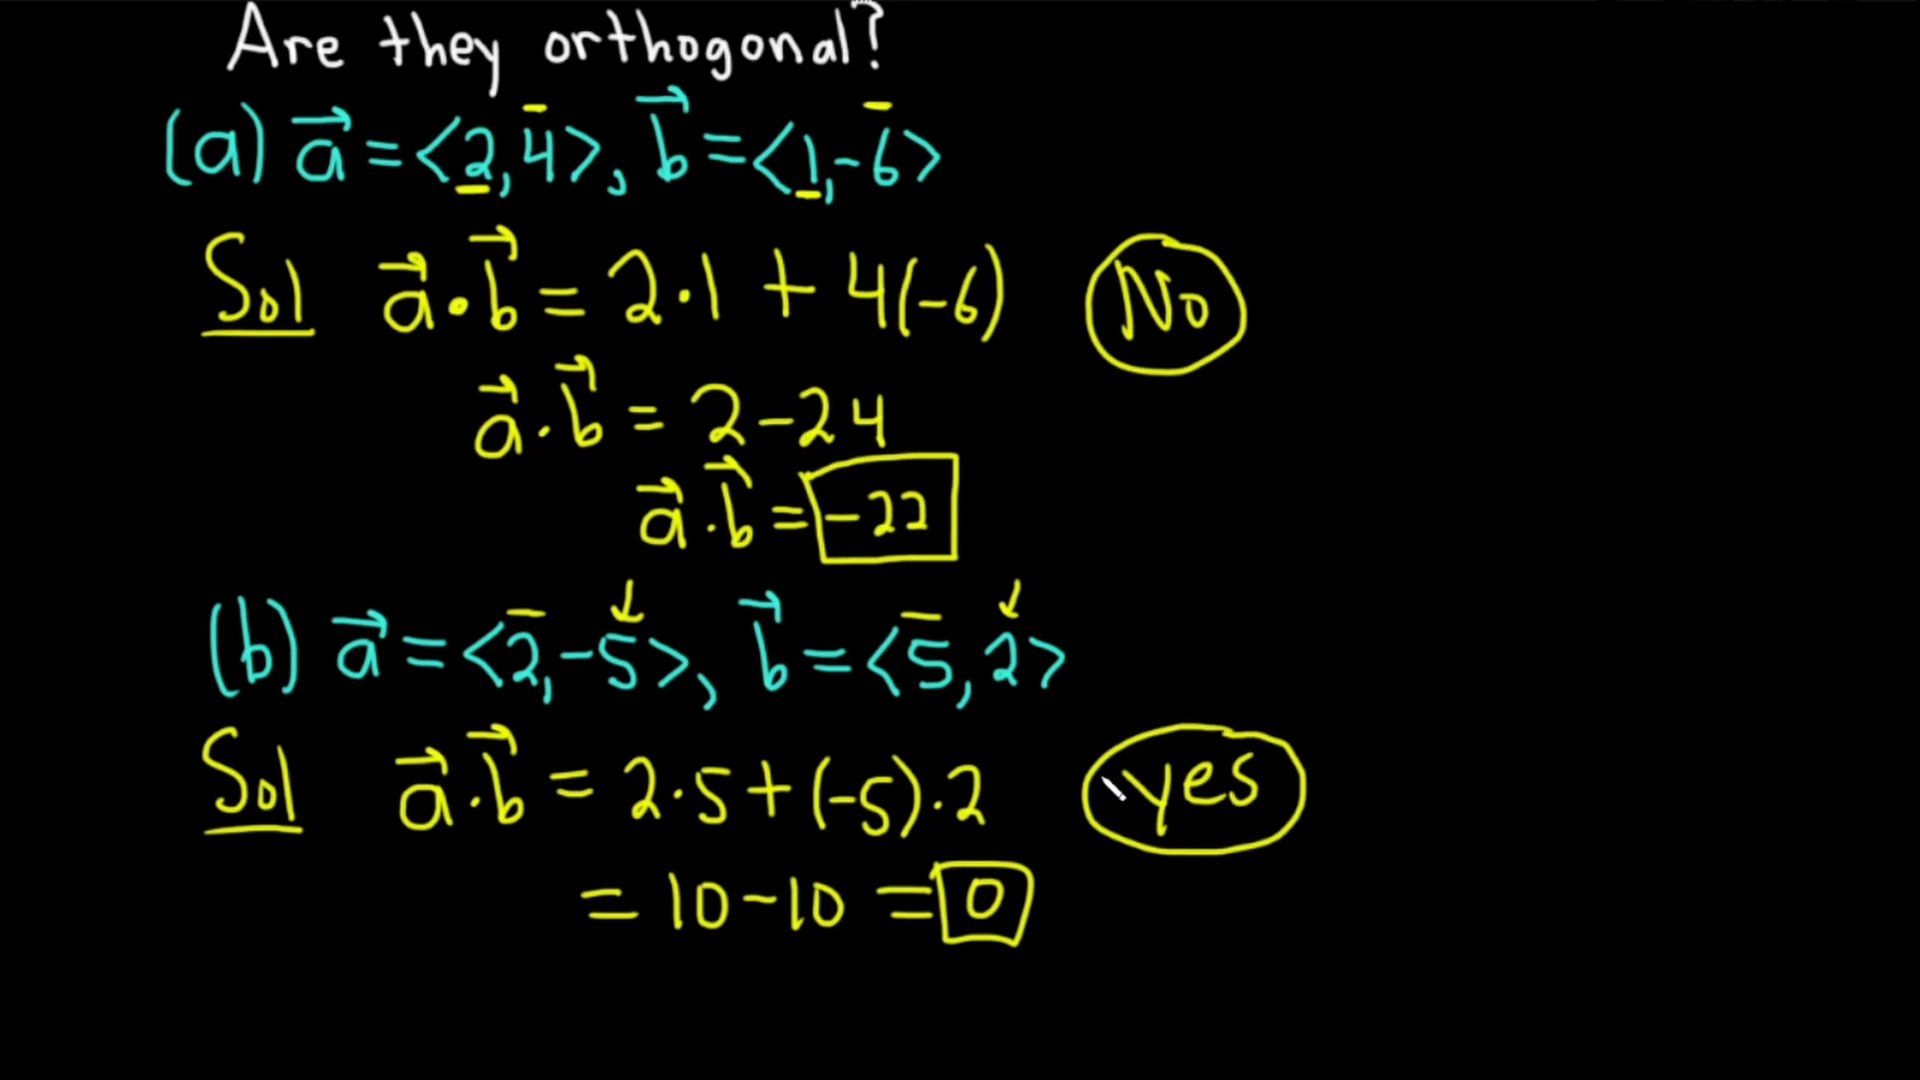 Are they orthogonal?
(a) a⃗ = <2, 4>, b⃗ = <1, -6>
Sol a⃗ · b⃗ = 2·1 + 4(-6) No
a⃗ · b⃗ = 2 - 24
a⃗ · b⃗ = -22
(b) a⃗ = <2, -5>, b⃗ = <5, 2>
Sol a⃗ · b⃗ = 2·5 + (-5)·2 yes
= 10 - 10 = 0